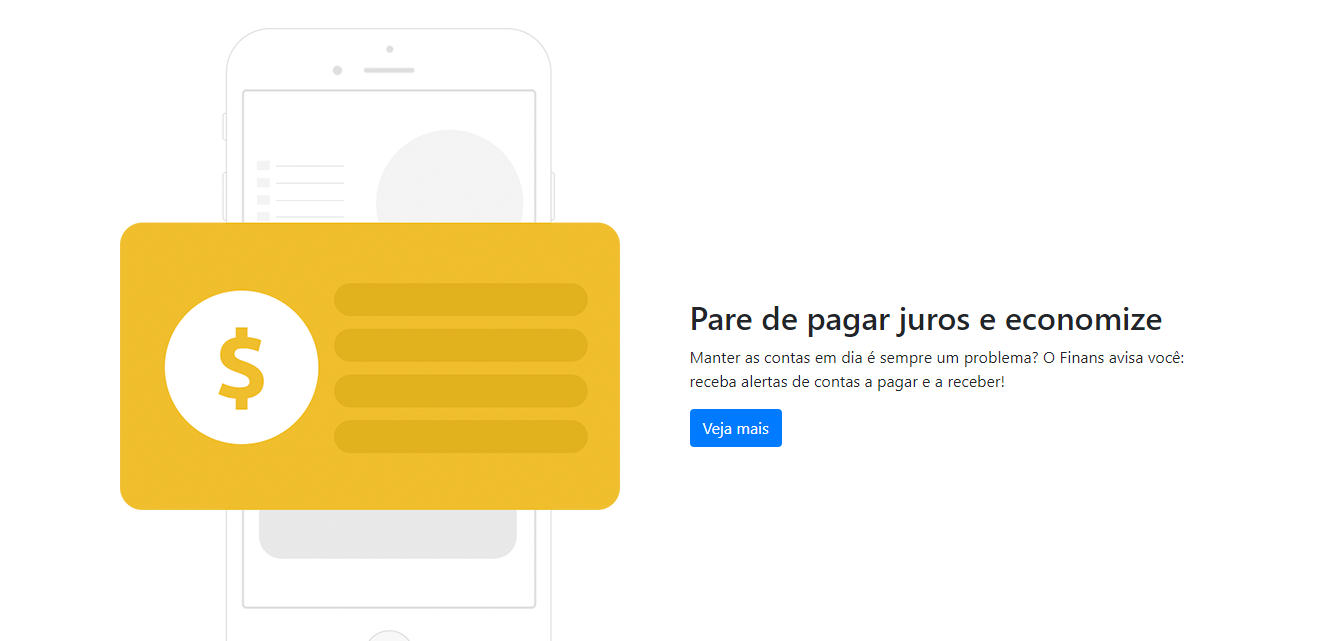 $
Pare de pagar juros e economize
Manter as contas em dia é sempre um problema? O Finans avisa você:
receba alertas de contas a pagar e a receber!
Veja mais